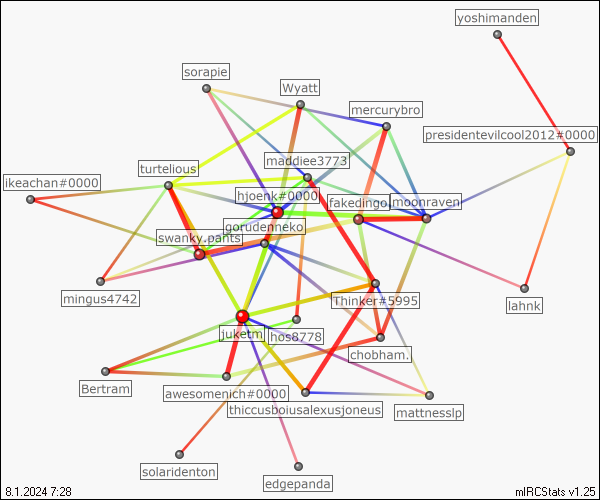 yoshimanden
sorapie
Wyatt
mercurybro
presidentevilcool2012#0000
maddiee3773
turtelious
ikeachan#0000
hjoenk#0000
fakedingo.
moonraven
gorudenneko
swanky.pants
mingus4742
Thinker#5995
lahnk
juketm
hos8778
chobham.
Bertram
awesomenich#0000
thiccusboiusalexusjoneus
mattnesslp
solaridenton
edgepanda
8.1.2024 7:28
mIRCStats v1.25